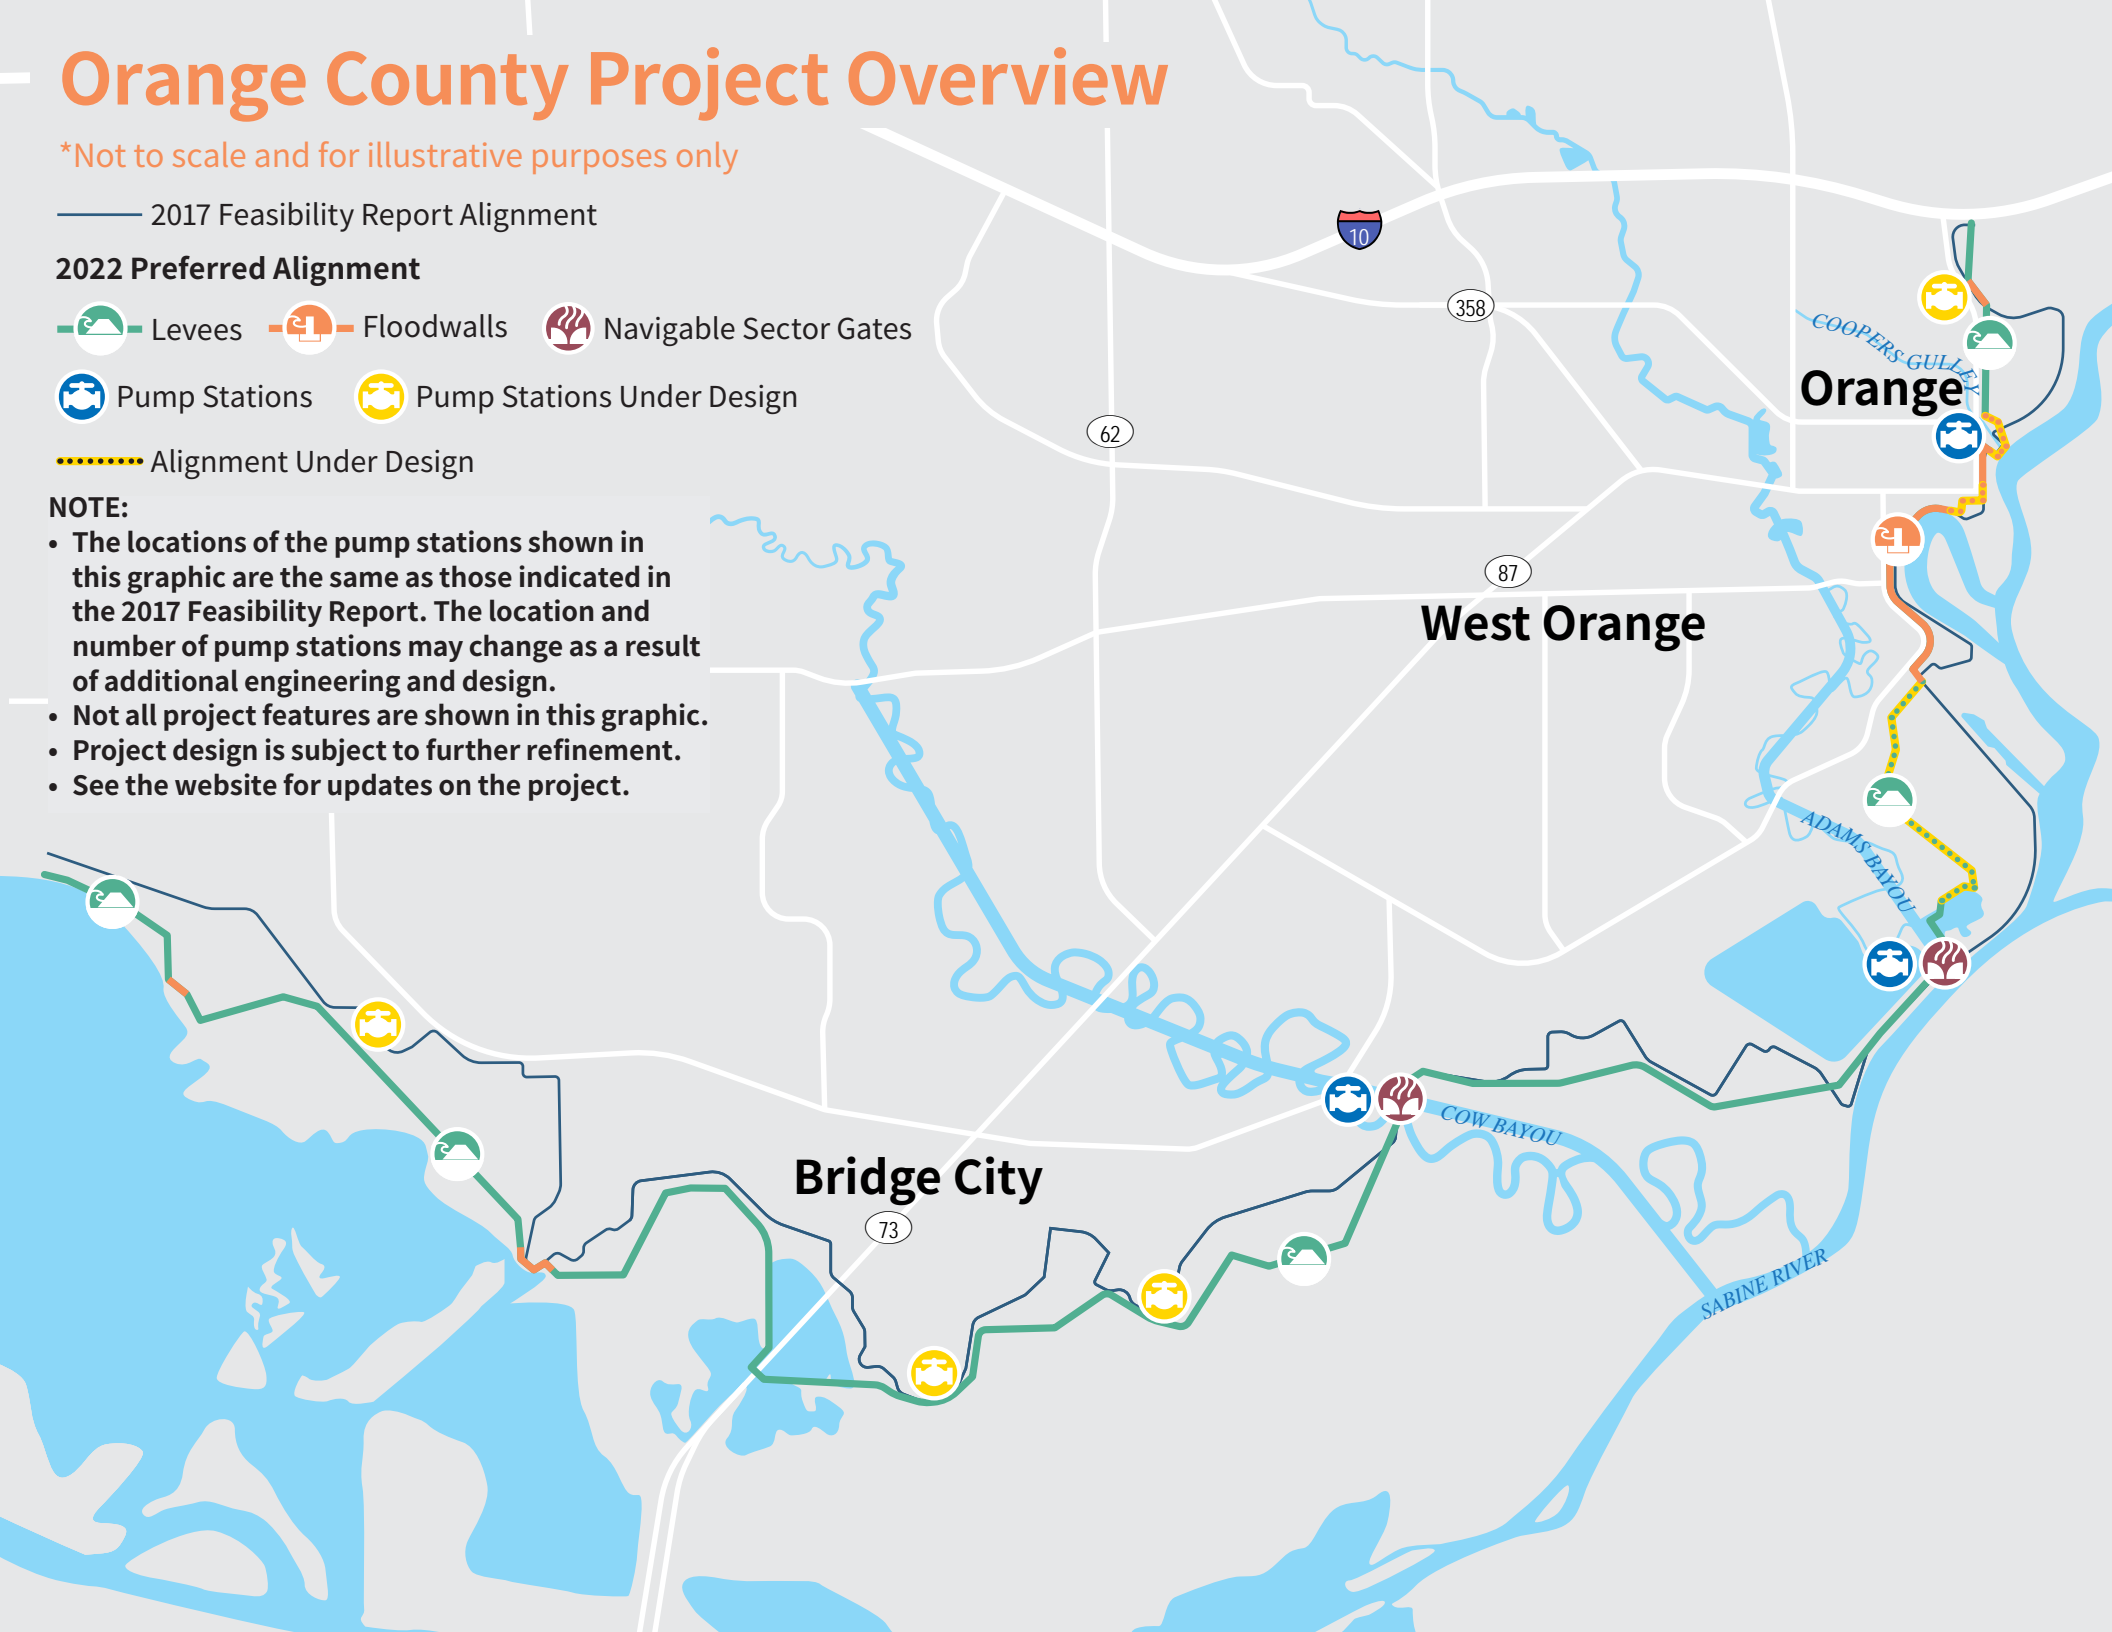 Orange County Project Overview
*Not to scale and for illustrative purposes only
2017 Feasibility Report Alignment
2022 Preferred Alignment
Levees
Floodwalls
Navigable Sector Gates
Pump Stations
Pump Stations Under Design
Alignment Under Design
NOTE:
• The locations of the pump stations shown in
this graphic are the same as those indicated in
the 2017 Feasibility Report. The location and
number of pump stations may change as a result
of additional engineering and design.
• Not all project features are shown in this graphic.
• Project design is subject to further refinement.
• See the website for updates on the project.
10
358
COOPERS GULLEY
Orange
62
87
West Orange
ADAMS BAYOU
COW BAYOU
Bridge City
73
SABINE RIVER